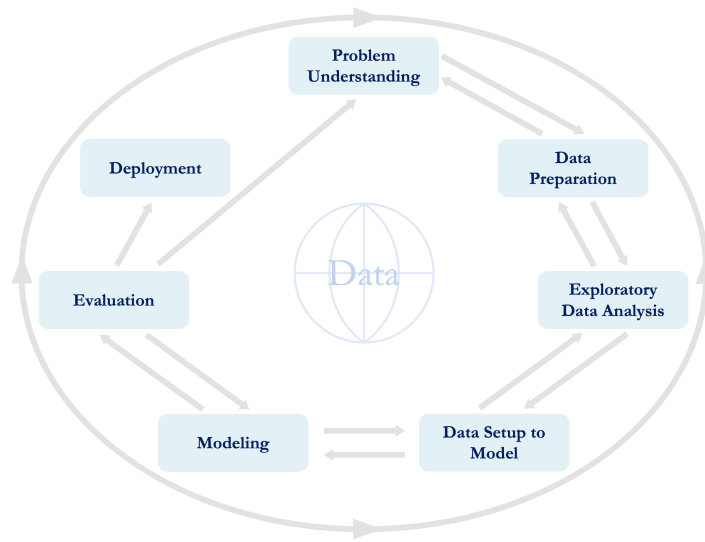 Problem
Understanding
Data
Preparation
Exploratory
Data Analysis
Data Setup to
Model
Modeling
Evaluation
Deployment
Data